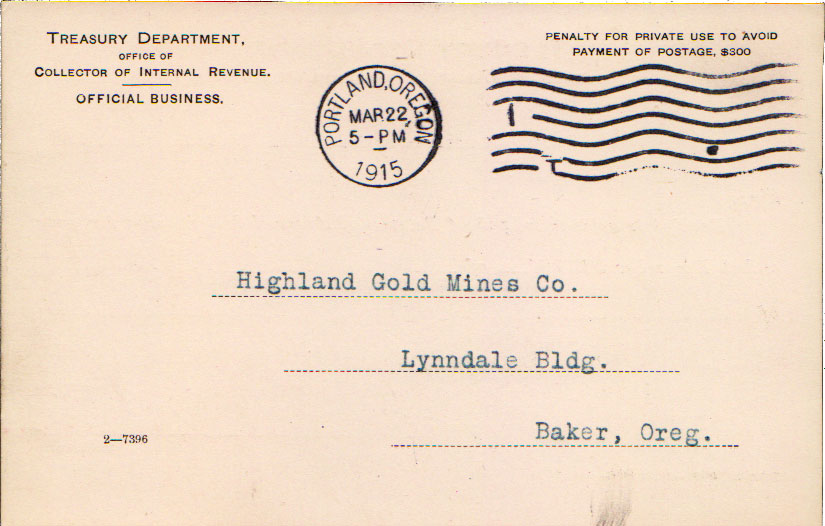 TREASURY DEPARTMENT,
OFFICE OF
COLLECTOR OF INTERNAL REVENUE.
OFFICIAL BUSINESS.
PENALTY FOR PRIVATE USE TO AVOID
PAYMENT OF POSTAGE, $300
PORTLAND, OREGON
MAR 22
5-PM
1915
Highland Gold Mines Co.
Lynndale Bldg.
Baker, Oreg.
2—7396